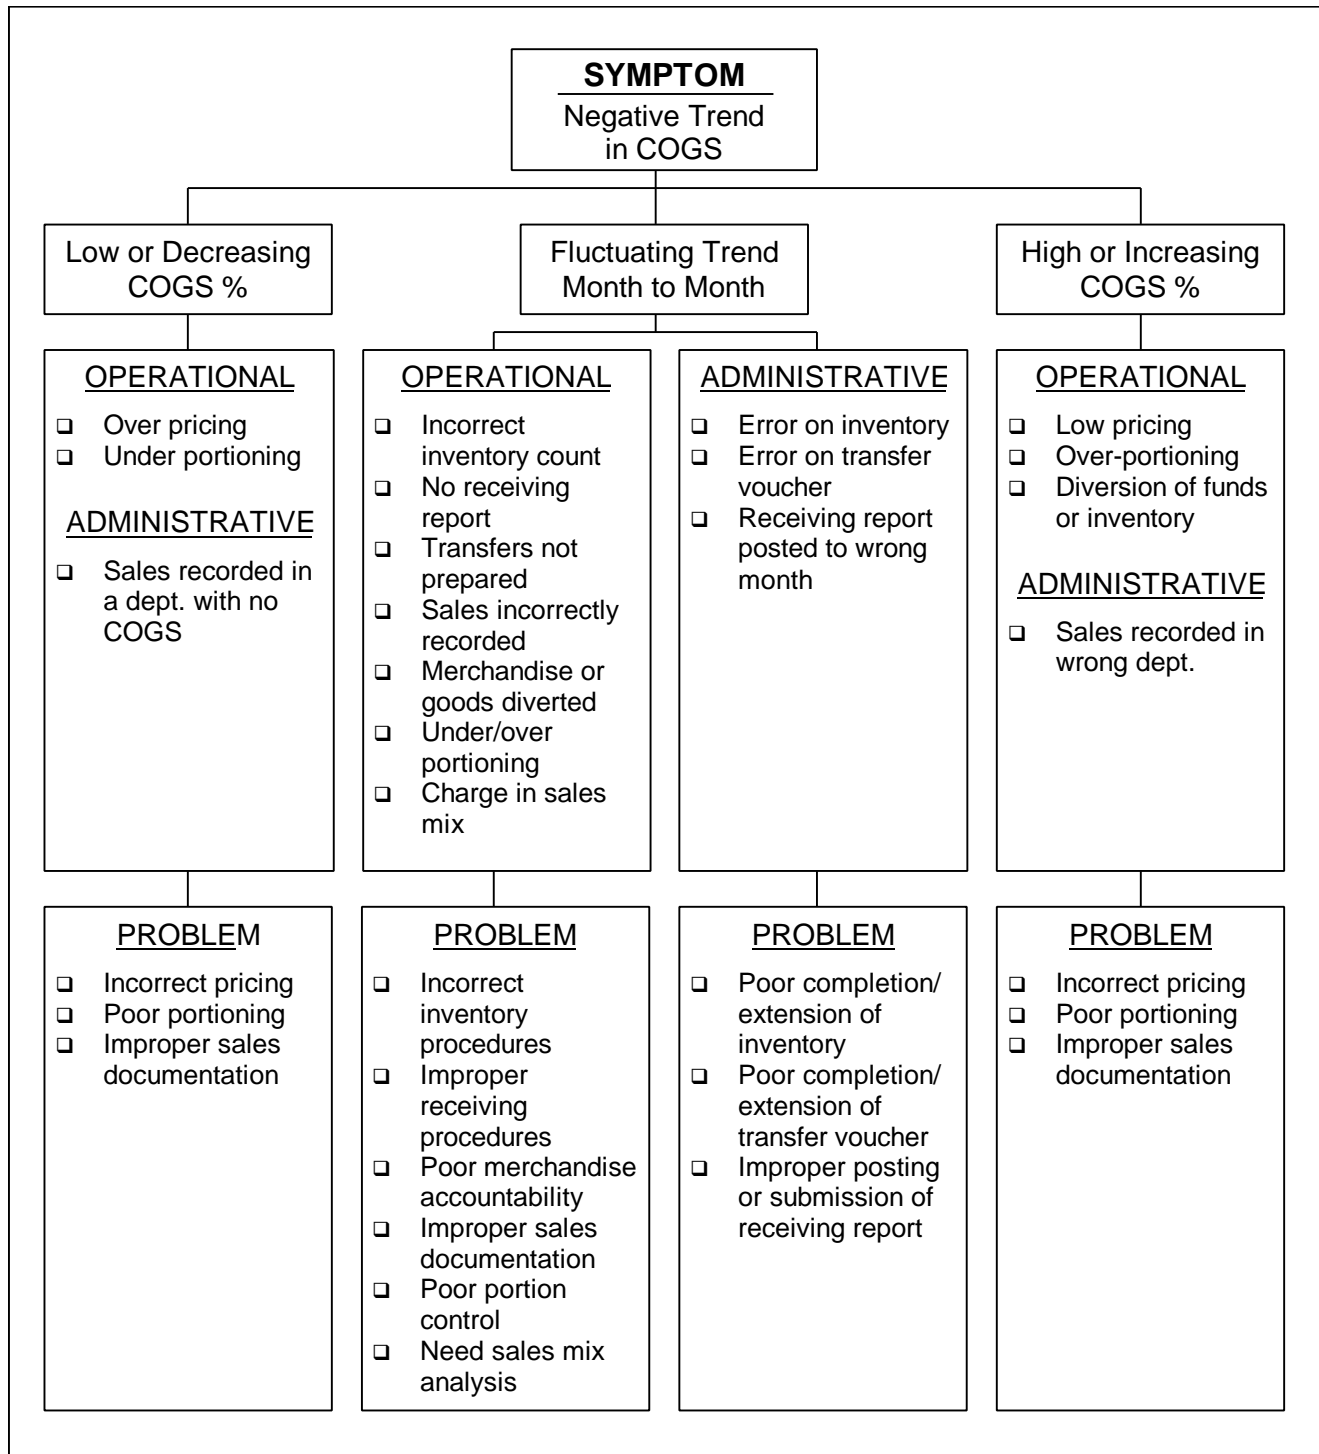 SYMPTOM
Negative Trend
in COGS
Low or Decreasing
COGS %
Fluctuating Trend
Month to Month
High or Increasing
COGS %
OPERATIONAL
❑ Over pricing
❑ Under portioning
ADMINISTRATIVE
❑ Sales recorded in
a dept. with no
COGS
OPERATIONAL
❑ Incorrect
inventory count
❑ No receiving
report
❑ Transfers not
prepared
❑ Sales incorrectly
recorded
❑ Merchandise or
goods diverted
❑ Under/over
portioning
❑ Charge in sales
mix
ADMINISTRATIVE
❑ Error on inventory
❑ Error on transfer
voucher
❑ Receiving report
posted to wrong
month
OPERATIONAL
❑ Low pricing
❑ Over-portioning
❑ Diversion of funds
or inventory
ADMINISTRATIVE
❑ Sales recorded in
wrong dept.
PROBLEM
❑ Incorrect pricing
❑ Poor portioning
❑ Improper sales
documentation
PROBLEM
❑ Incorrect
inventory
procedures
❑ Improper
receiving
procedures
❑ Poor merchandise
accountability
❑ Improper sales
documentation
❑ Poor portion
control
❑ Need sales mix
analysis
PROBLEM
❑ Poor completion/
extension of
inventory
❑ Poor completion/
extension of
transfer voucher
❑ Improper posting
or submission of
receiving report
PROBLEM
❑ Incorrect pricing
❑ Poor portioning
❑ Improper sales
documentation